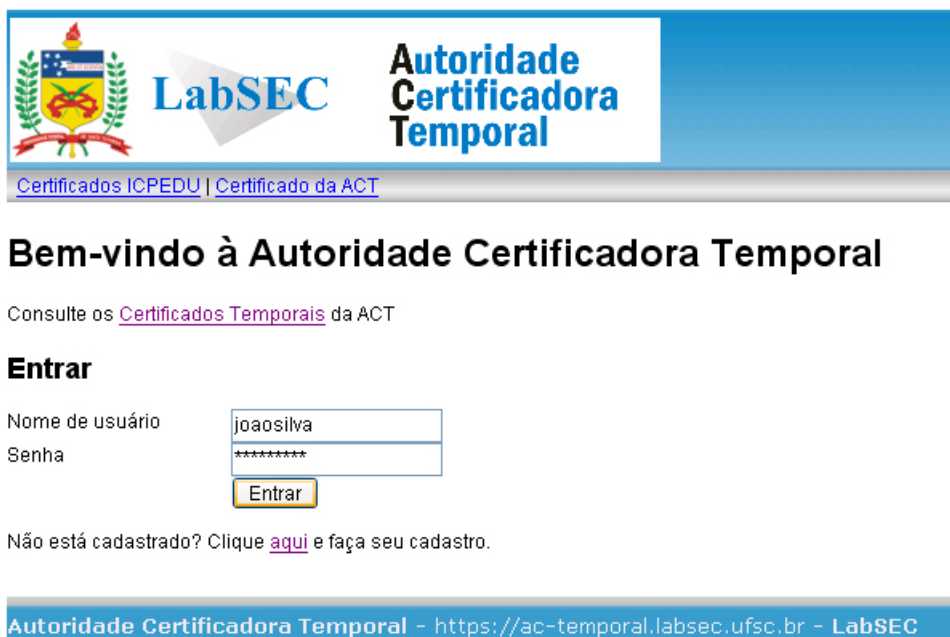 LabSEC
Autoridade
Certificadora
Temporal
Certificados ICPEDU | Certificado da ACT
Bem-vindo à Autoridade Certificadora Temporal
Consulte os Certificados Temporais da ACT
Entrar
Nome de usuário joaosilva
Senha *********
Entrar
Não está cadastrado? Clique aqui e faça seu cadastro.
Autoridade Certificadora Temporal - https://ac-temporal.labsec.ufsc.br - LabSEC